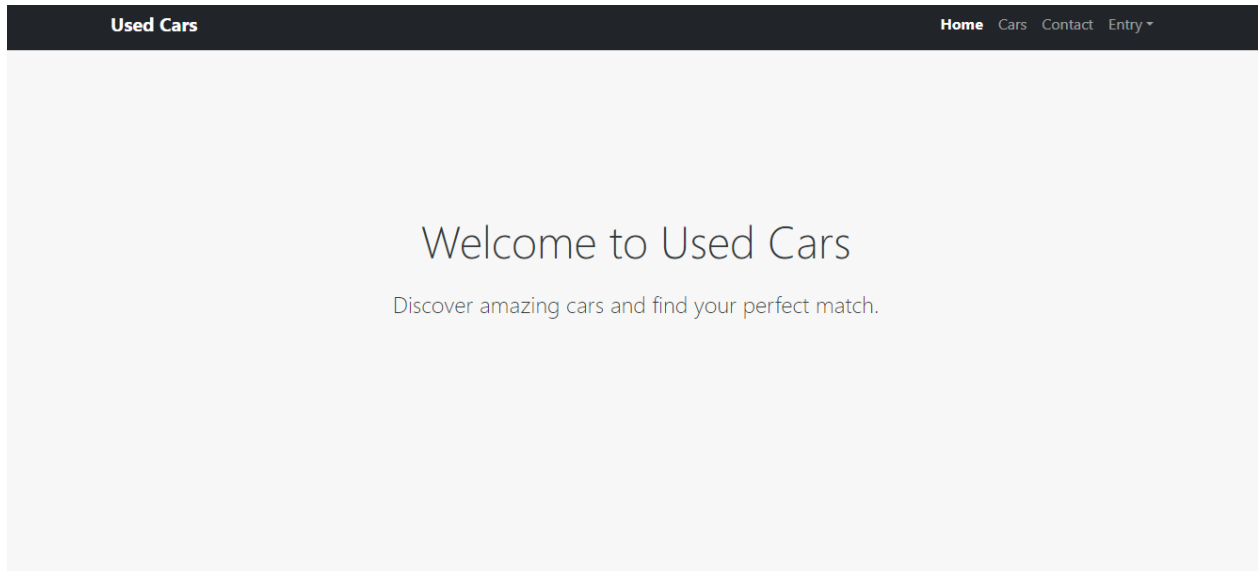 Used Cars Home Cars Contact Entry
Welcome to Used Cars
Discover amazing cars and find your perfect match.